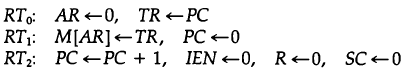 RT₀: AR ← 0, TR ← PC
RT₁: M[AR] ← TR, PC ← 0
RT₂: PC ← PC + 1, IEN ← 0, R ← 0, SC ← 0